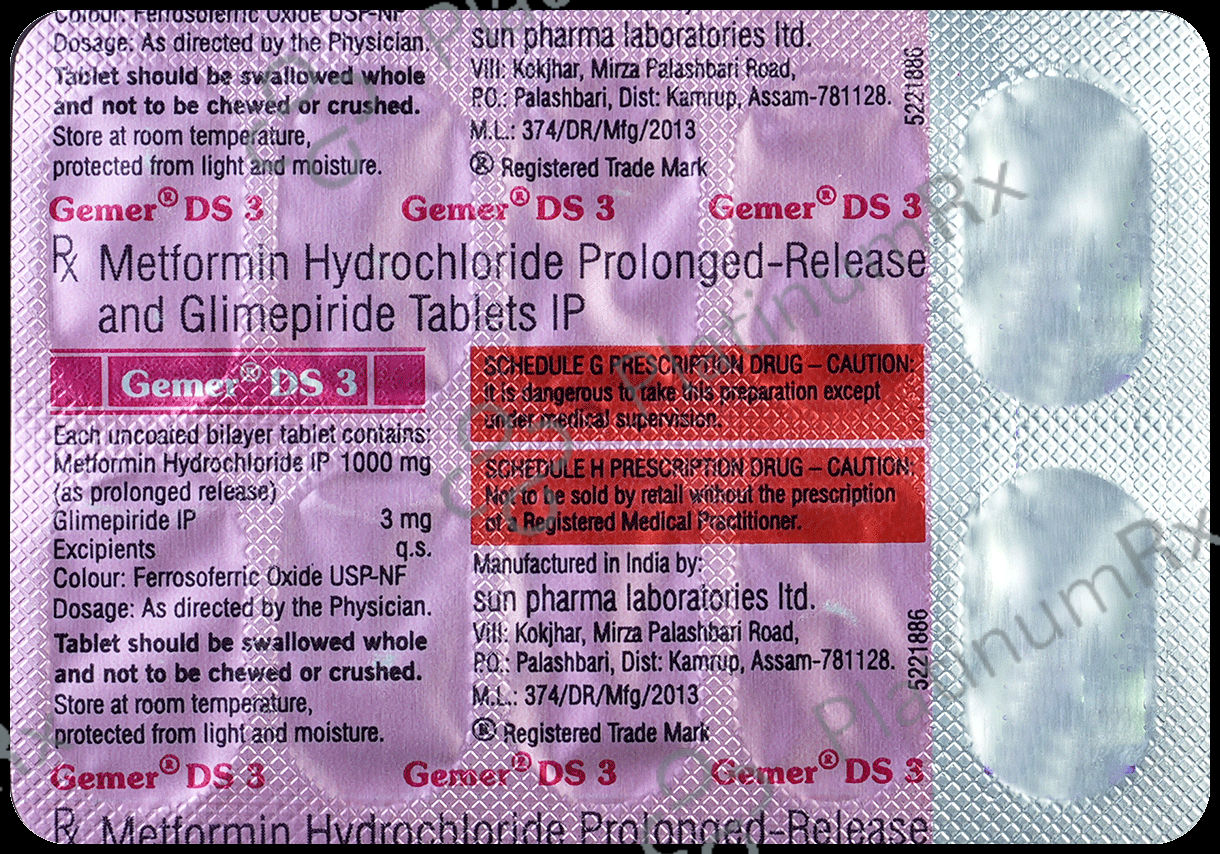 Colour: Ferrosoferric Oxide USP-NF
Dosage: As directed by the Physician.
Tablet should be swallowed whole
and not to be chewed or crushed.
Store at room temperature,
protected from light and moisture.
sun pharma laboratories ltd.
Vill: Kokjhar, Mirza Palashbari Road,
P.O.: Palashbari, Dist: Kamrup, Assam-781128.
M.L.: 374/DR/Mfg/2013
® Registered Trade Mark
5221886
Gemer® DS 3 Gemer® DS 3 Gemer® DS 3
Rx Metformin Hydrochloride Prolonged-Release
and Glimepiride Tablets IP
Gemer® DS 3
Each uncoated bilayer tablet contains:
Metformin Hydrochloride IP 1000 mg
(as prolonged release)
Glimepiride IP 3 mg
Excipients q.s.
Colour: Ferrosoferric Oxide USP-NF
Dosage: As directed by the Physician.
Tablet should be swallowed whole
and not to be chewed or crushed.
Store at room temperature,
protected from light and moisture.
SCHEDULE G PRESCRIPTION DRUG – CAUTION:
It is dangerous to take this preparation except
under medical supervision.
SCHEDULE H PRESCRIPTION DRUG – CAUTION:
Not to be sold by retail without the prescription
of a Registered Medical Practitioner.
Manufactured in India by:
sun pharma laboratories ltd.
Vill: Kokjhar, Mirza Palashbari Road,
P.O.: Palashbari, Dist: Kamrup, Assam-781128.
M.L.: 374/DR/Mfg/2013
® Registered Trade Mark
5221886
Gemer® DS 3 Gemer® DS 3 Gemer® DS 3
Rx Metformin Hydrochloride Prolonged-Release
PlatinumRx
PlatinumRx